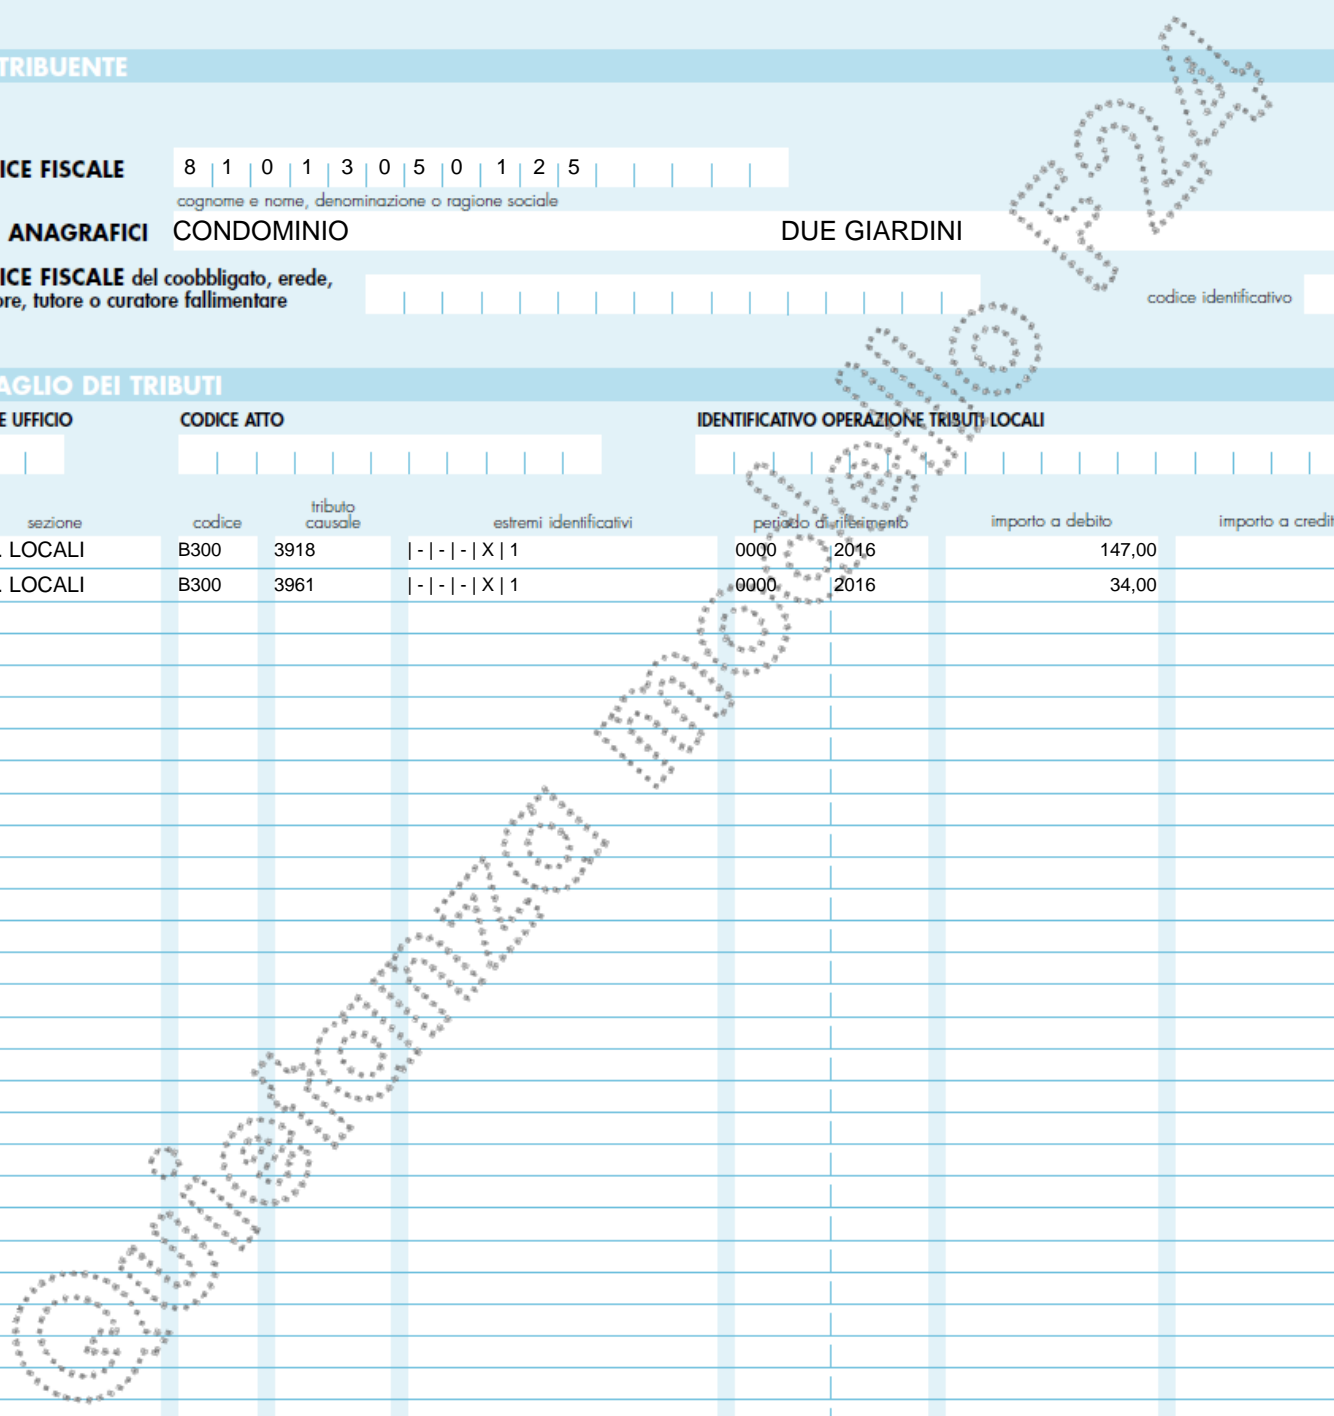 TRIBUENTE
ICE FISCALE 8 1 0 1 3 0 5 0 1 2 5
cognome e nome, denominazione o ragione sociale
ANAGRAFICI CONDOMINIO DUE GIARDINI
ICE FISCALE del coobbligato, erede,
ore, tutore o curatore fallimentare codice identificativo
AGLIO DEI TRIBUTI
E UFFICIO CODICE ATTO IDENTIFICATIVO OPERAZIONE TRIBUTI LOCALI
sezione codice tributo causale estremi identificativi periodo di riferimento importo a debito importo a credit
. LOCALI B300 3918 | - | - | - | X | 1 0000 2016 147,00
. LOCALI B300 3961 | - | - | - | X | 1 0000 2016 34,00
Quietanza modello F24